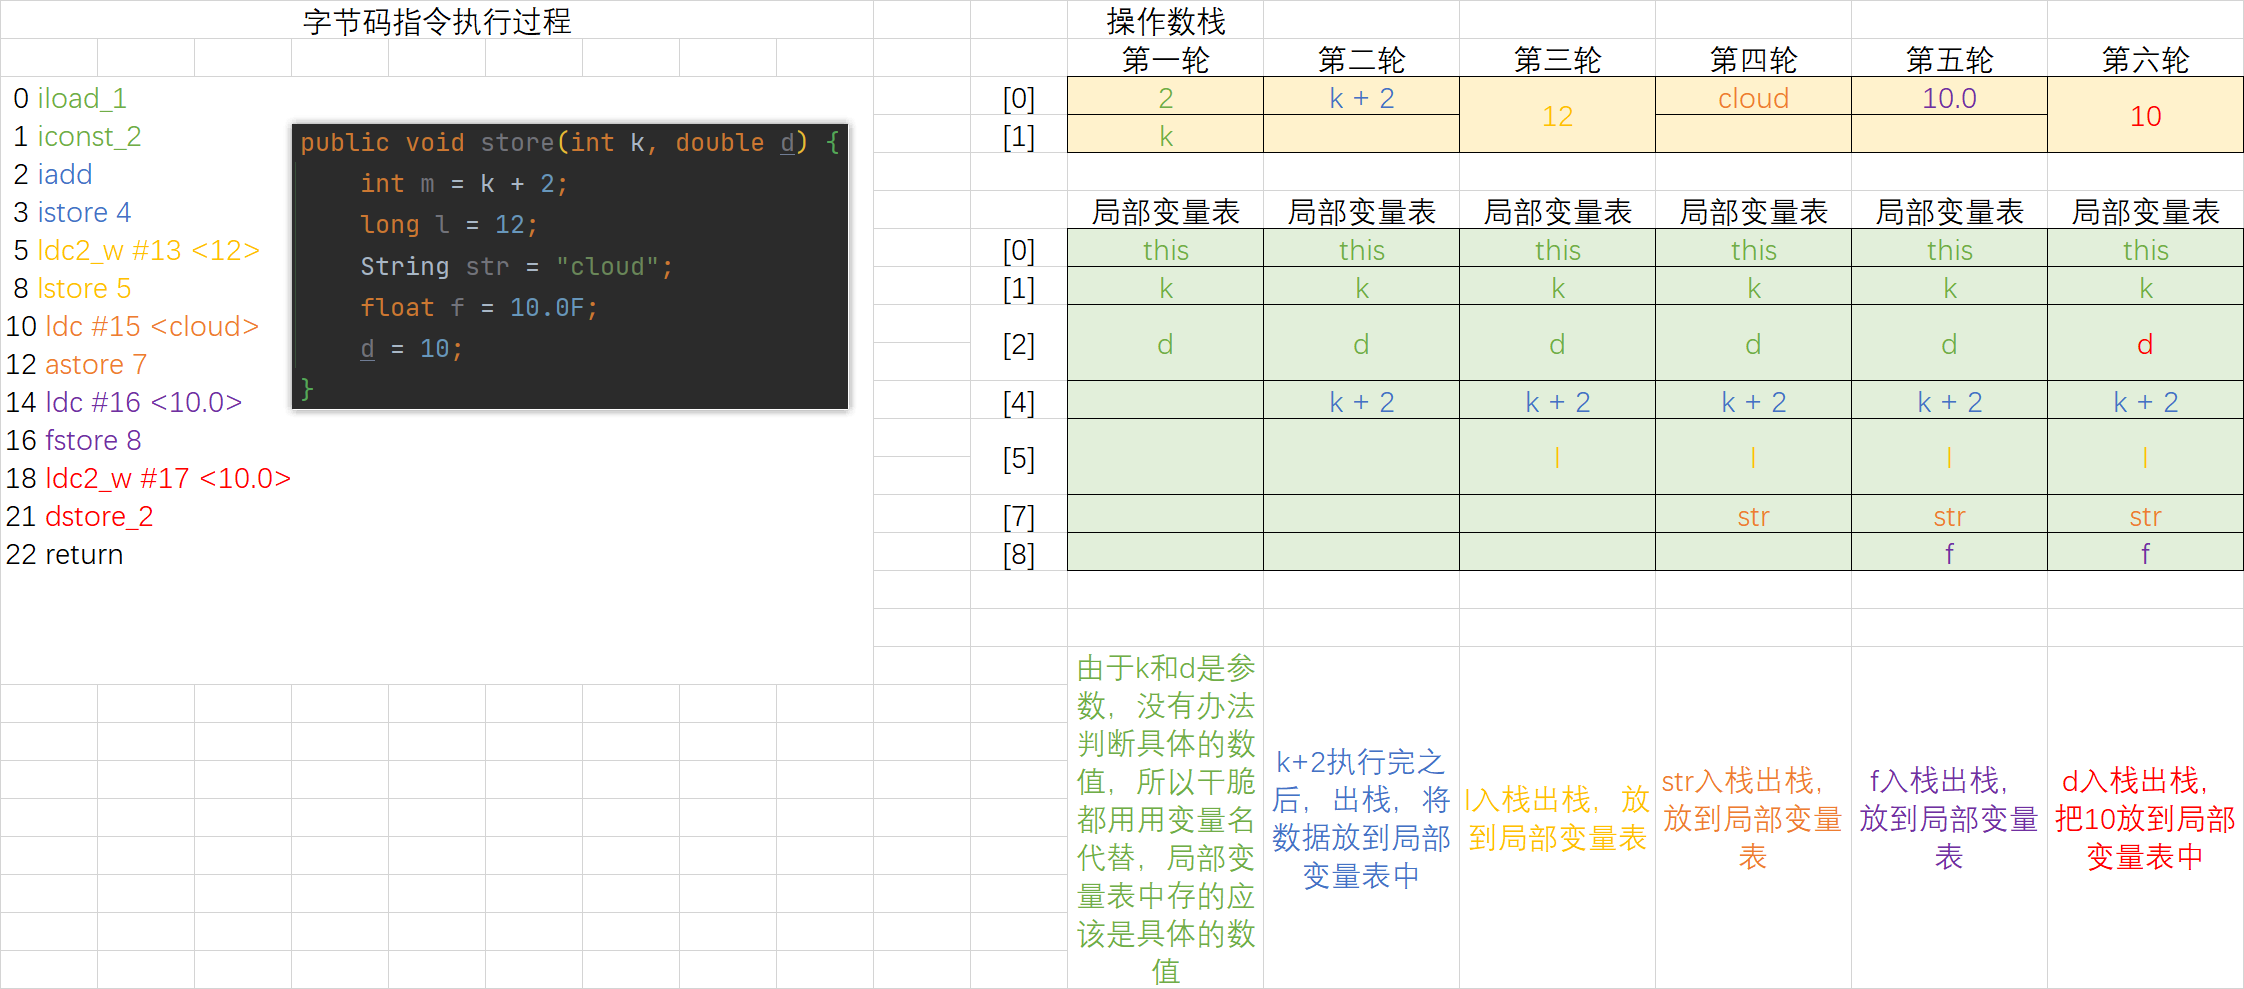 字节码指令执行过程
0 iload_1
1 iconst_2
2 iadd
3 istore 4
5 ldc2_w #13 <12>
8 lstore 5
10 ldc #15 <cloud>
12 astore 7
14 ldc #16 <10.0>
16 fstore 8
18 ldc2_w #17 <10.0>
21 dstore_2
22 return
public void store(int k, double d) {
int m = k + 2;
long l = 12;
String str = "cloud";
float f = 10.0F;
d = 10;
}
操作数栈
第一轮 第二轮 第三轮 第四轮 第五轮 第六轮
[0] 2 k + 2 12 cloud 10.0 10
[1] k
局部变量表 局部变量表 局部变量表 局部变量表 局部变量表 局部变量表
[0] this this this this this this
[1] k k k k k k
[2] d d d d d d
[4] k + 2 k + 2 k + 2 k + 2 k + 2
[5] l l l l
[7] str str str
[8] f f
由于k和d是参
数，没有办法
判断具体的数
值，所以干脆
都用用变量名
代替，局部变
量表中存的应
该是具体的数
值
k+2执行完之
后，出栈，将
数据放到局部
变量表中
l入栈出栈，放
到局部变量表
str入栈出栈，
放到局部变量
表
f入栈出栈，
放到局部变量
表
d入栈出栈，
把10放到局部
变量表中